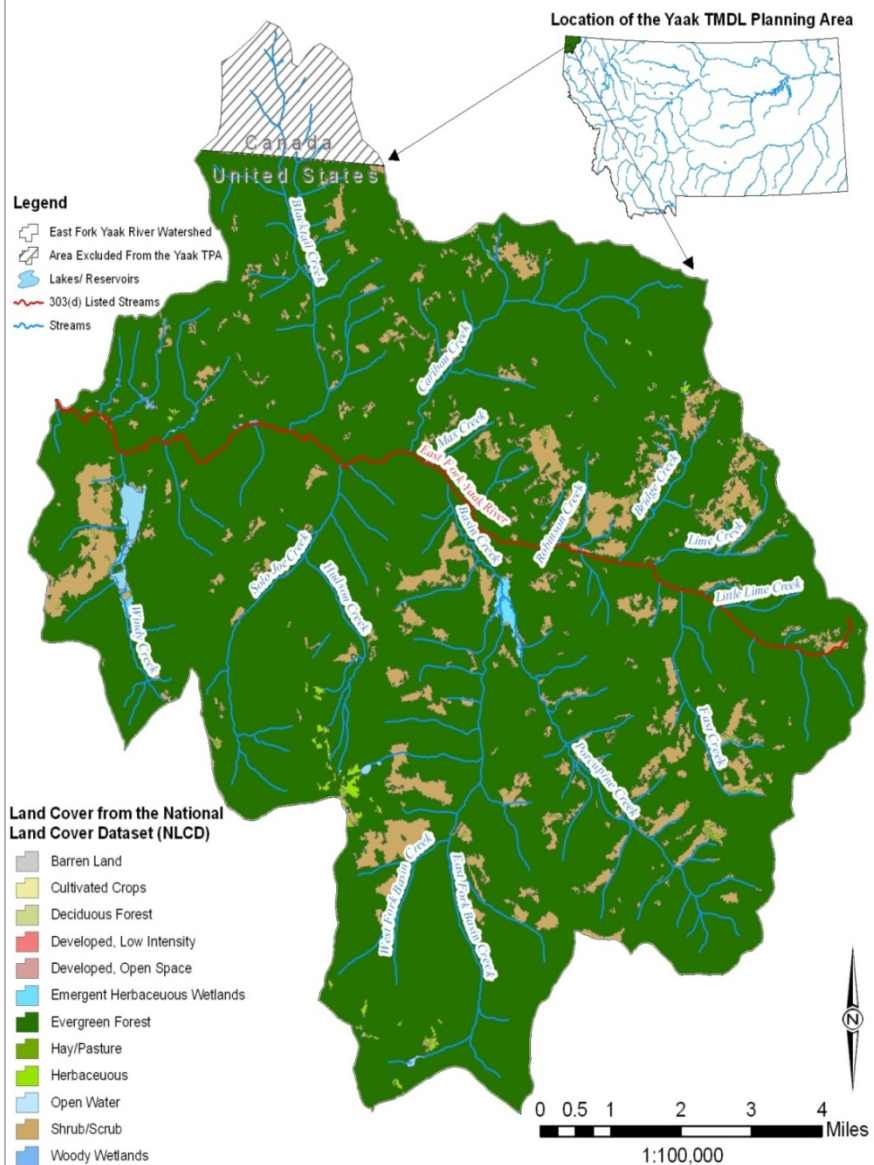 Location of the Yaak TMDL Planning Area
Canada
United States
Legend
East Fork Yaak River Watershed
Area Excluded From the Yaak TPA
Lakes/ Reservoirs
303(d) Listed Streams
Streams
Blacktail Creek
Caribou Creek
Max Creek
East Fork Yaak River
Basin Creek
Robinson Creek
Bridge Creek
Lime Creek
Little Lime Creek
Solo Joe Creek
Hudson Creek
Windy Creek
Fast Creek
Porcupine Creek
West Fork Basin Creek
East Fork Basin Creek
Land Cover from the National
Land Cover Dataset (NLCD)
Barren Land
Cultivated Crops
Deciduous Forest
Developed, Low Intensity
Developed, Open Space
Emergent Herbaceuous Wetlands
Evergreen Forest
Hay/Pasture
Herbaceuous
Open Water
Shrub/Scrub
Woody Wetlands
N
0 0.5 1 2 3 4
Miles
1:100,000